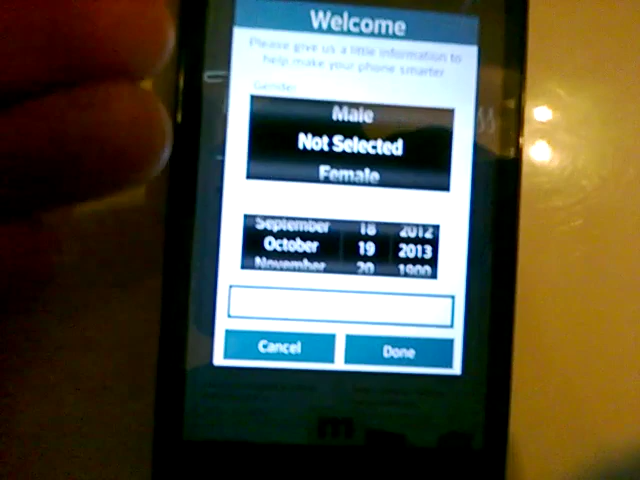 Welcome
Please give us a little information to
help make your phone smarter
Gender
Male
Not Selected
Female
September 18 2012
October 19 2013
November 20 1900
Cancel Done
m